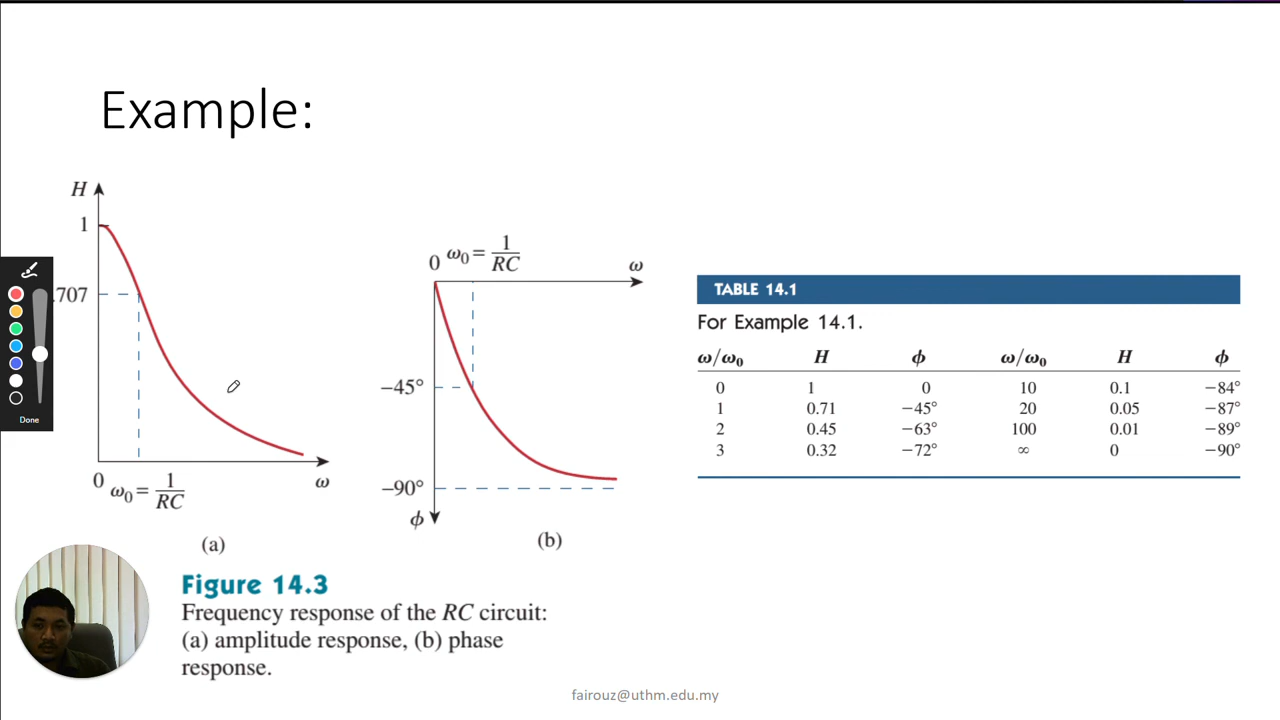 Example:
H
1
.707
0
ω0 = 1/RC
ω
(a)
0
ω0 = 1/RC
ω
−45°
−90°
ϕ
(b)
Figure 14.3
Frequency response of the RC circuit:
(a) amplitude response, (b) phase
response.
TABLE 14.1
For Example 14.1.
ω/ω0 H ϕ ω/ω0 H ϕ
0 1 0 10 0.1 −84°
1 0.71 −45° 20 0.05 −87°
2 0.45 −63° 100 0.01 −89°
3 0.32 −72° ∞ 0 −90°
Done
fairouz@uthm.edu.my